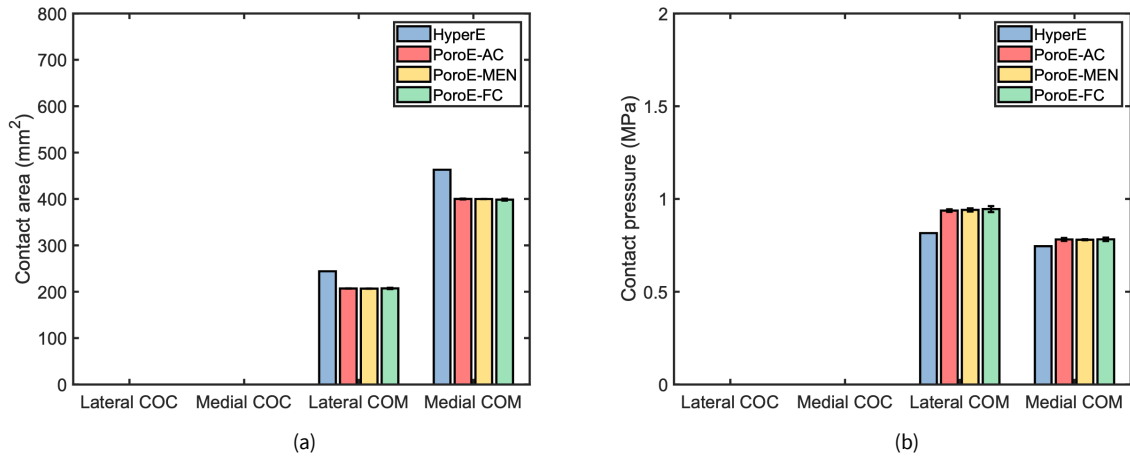 800
700
600
500
400
300
200
100
0
Contact area (mm²)
HyperE
PoroE-AC
PoroE-MEN
PoroE-FC
Lateral COC Medial COC Lateral COM Medial COM
(a)
2
1.5
1
0.5
0
Contact pressure (MPa)
HyperE
PoroE-AC
PoroE-MEN
PoroE-FC
Lateral COC Medial COC Lateral COM Medial COM
(b)